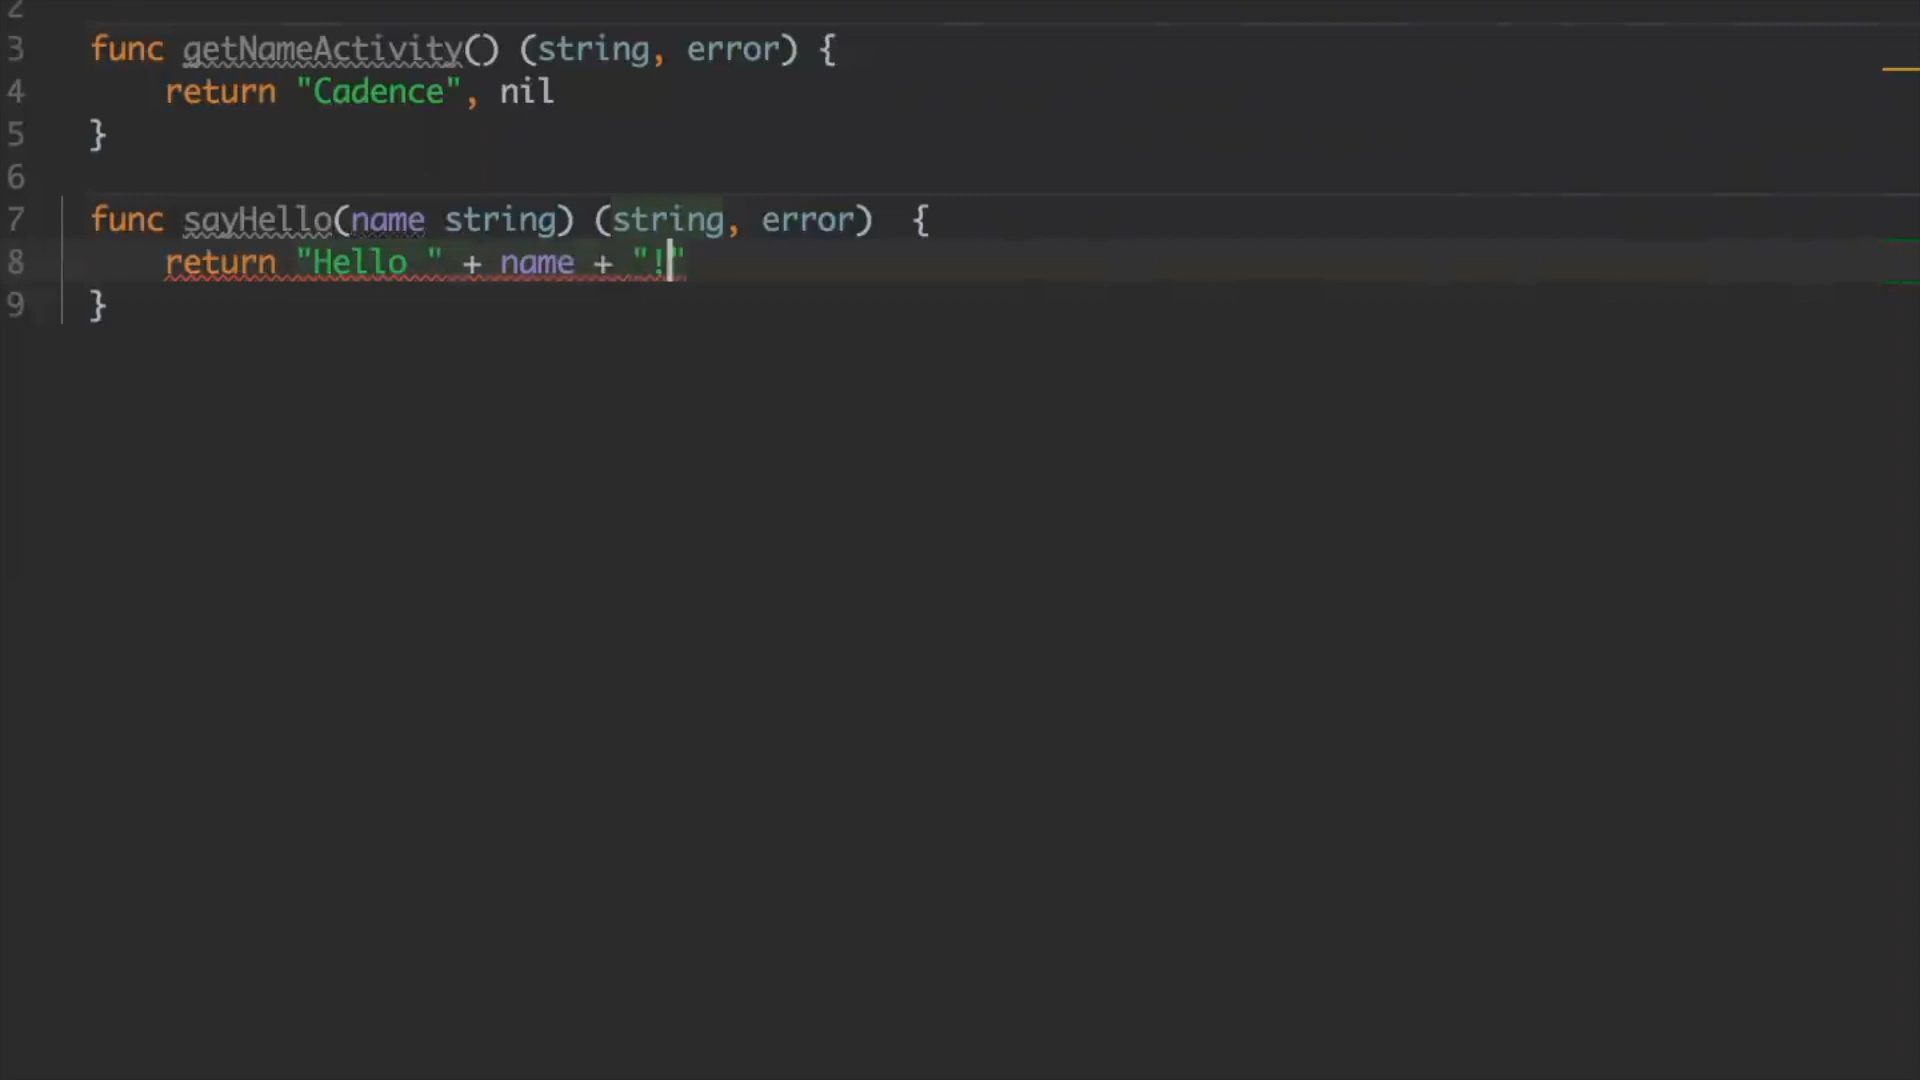 2
3 func getNameActivity() (string, error) {
4 return "Cadence", nil
5 }
6
7 func sayHello(name string) (string, error)  {
8 return "Hello " + name + "!"
9 }